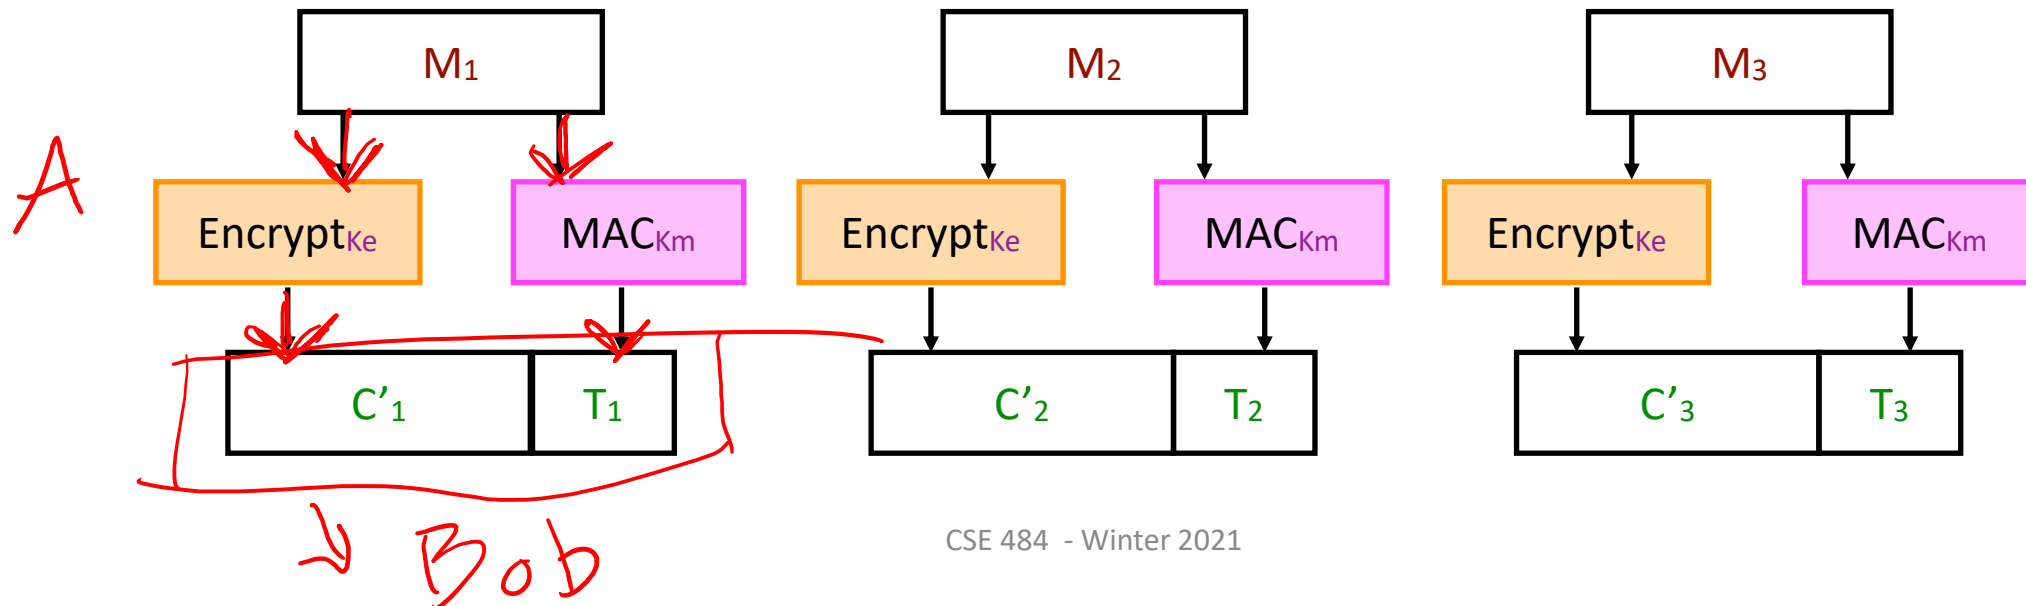 M1 M2 M3
A
EncryptKe MACKm EncryptKe MACKm EncryptKe MACKm
C’1 T1 C’2 T2 C’3 T3
Bob
CSE 484 - Winter 2021